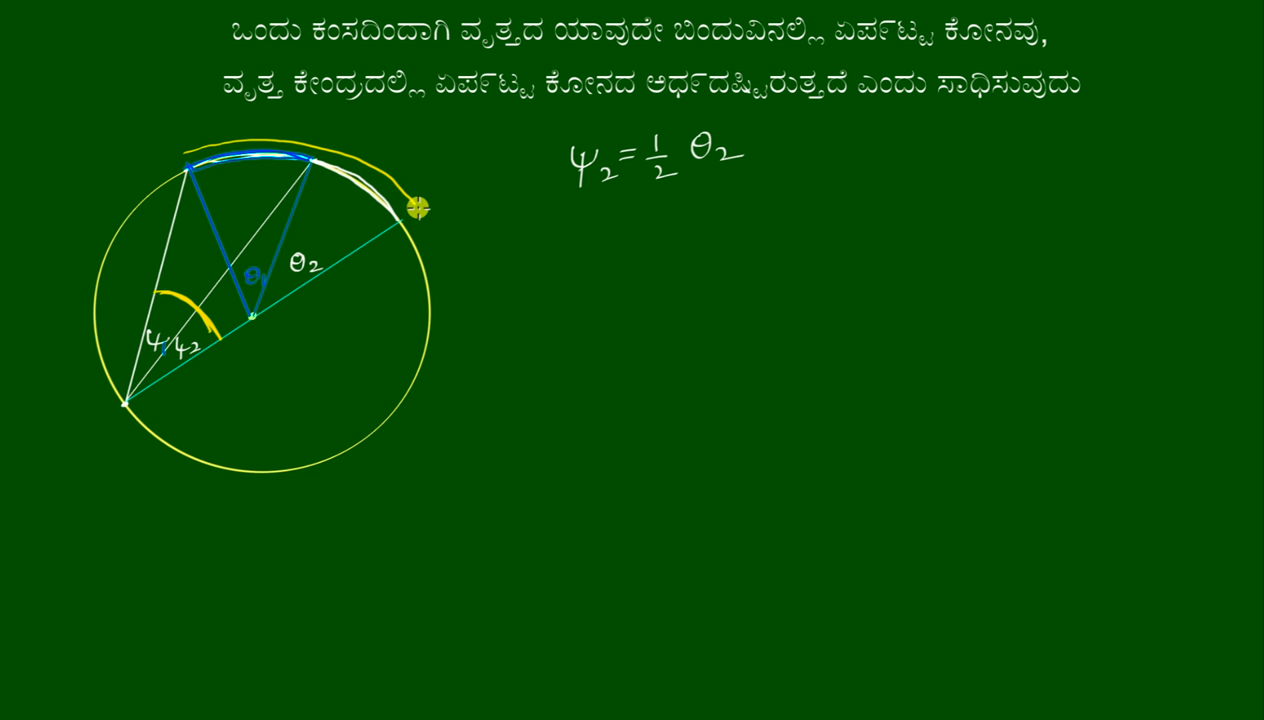 ಒಂದು ಕಂಸದಿಂದಾಗಿ ವೃತ್ತದ ಯಾವುದೇ ಬಿಂದುವಿನಲ್ಲಿ ಏರ್ಪಟ್ಟ ಕೋನವು,
ವೃತ್ತ ಕೇಂದ್ರದಲ್ಲಿ ಏರ್ಪಟ್ಟ ಕೋನದ ಅರ್ಧದಷ್ಟಿರುತ್ತದೆ ಎಂದು ಸಾಧಿಸುವುದು
ψ₂ = 1/2 θ₂
θ₁ θ₂
ψ₁ ψ₂